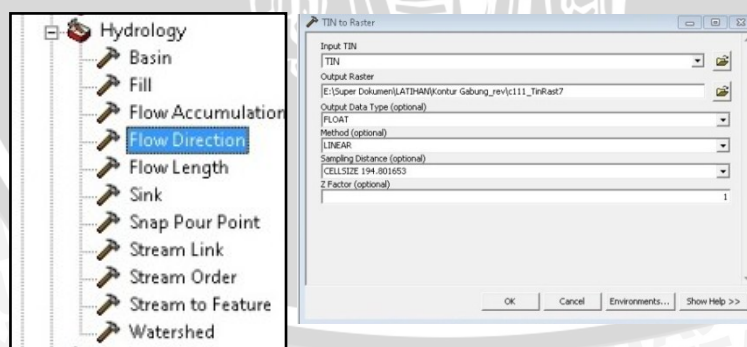 Hydrology
Basin
Fill
Flow Accumulation
Flow Direction
Flow Length
Sink
Snap Pour Point
Stream Link
Stream Order
Stream to Feature
Watershed
TIN to Raster
Input TIN
TIN
Output Raster
E:\Super Dokumen\LATIHAN\Kontur Gabung_rev\c111_TinRast7
Output Data Type (optional)
FLOAT
Method (optional)
LINEAR
Sampling Distance (optional)
CELLSIZE 194.801653
Z Factor (optional)
1
OK Cancel Environments... Show Help >>